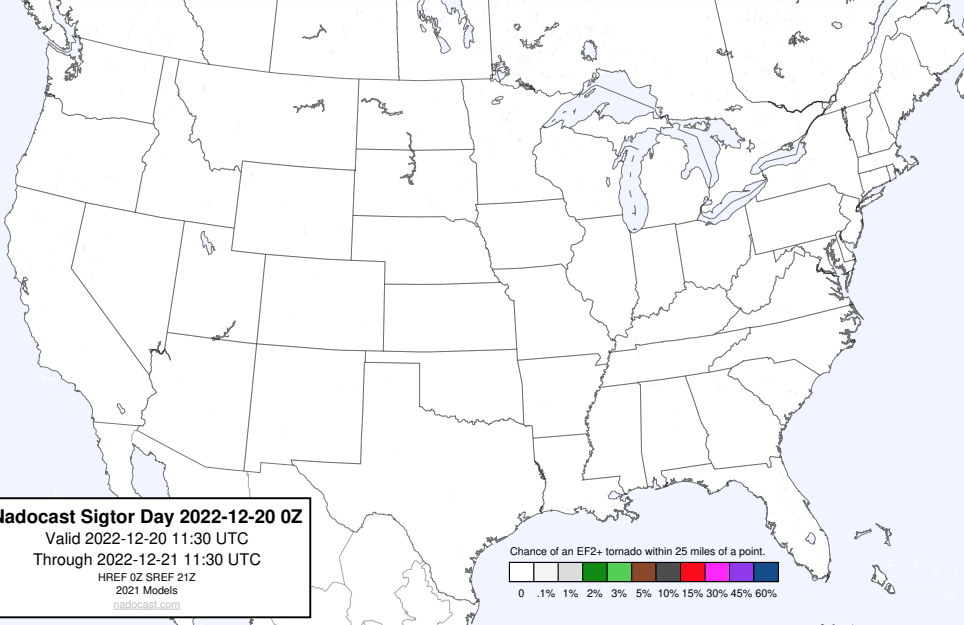 Nadocast Sigtor Day 2022-12-20 0Z
Valid 2022-12-20 11:30 UTC
Through 2022-12-21 11:30 UTC
HREF 0Z SREF 21Z
2021 Models
nadocast.com
Chance of an EF2+ tornado within 25 miles of a point.
0 .1% 1% 2% 3% 5% 10% 15% 30% 45% 60%